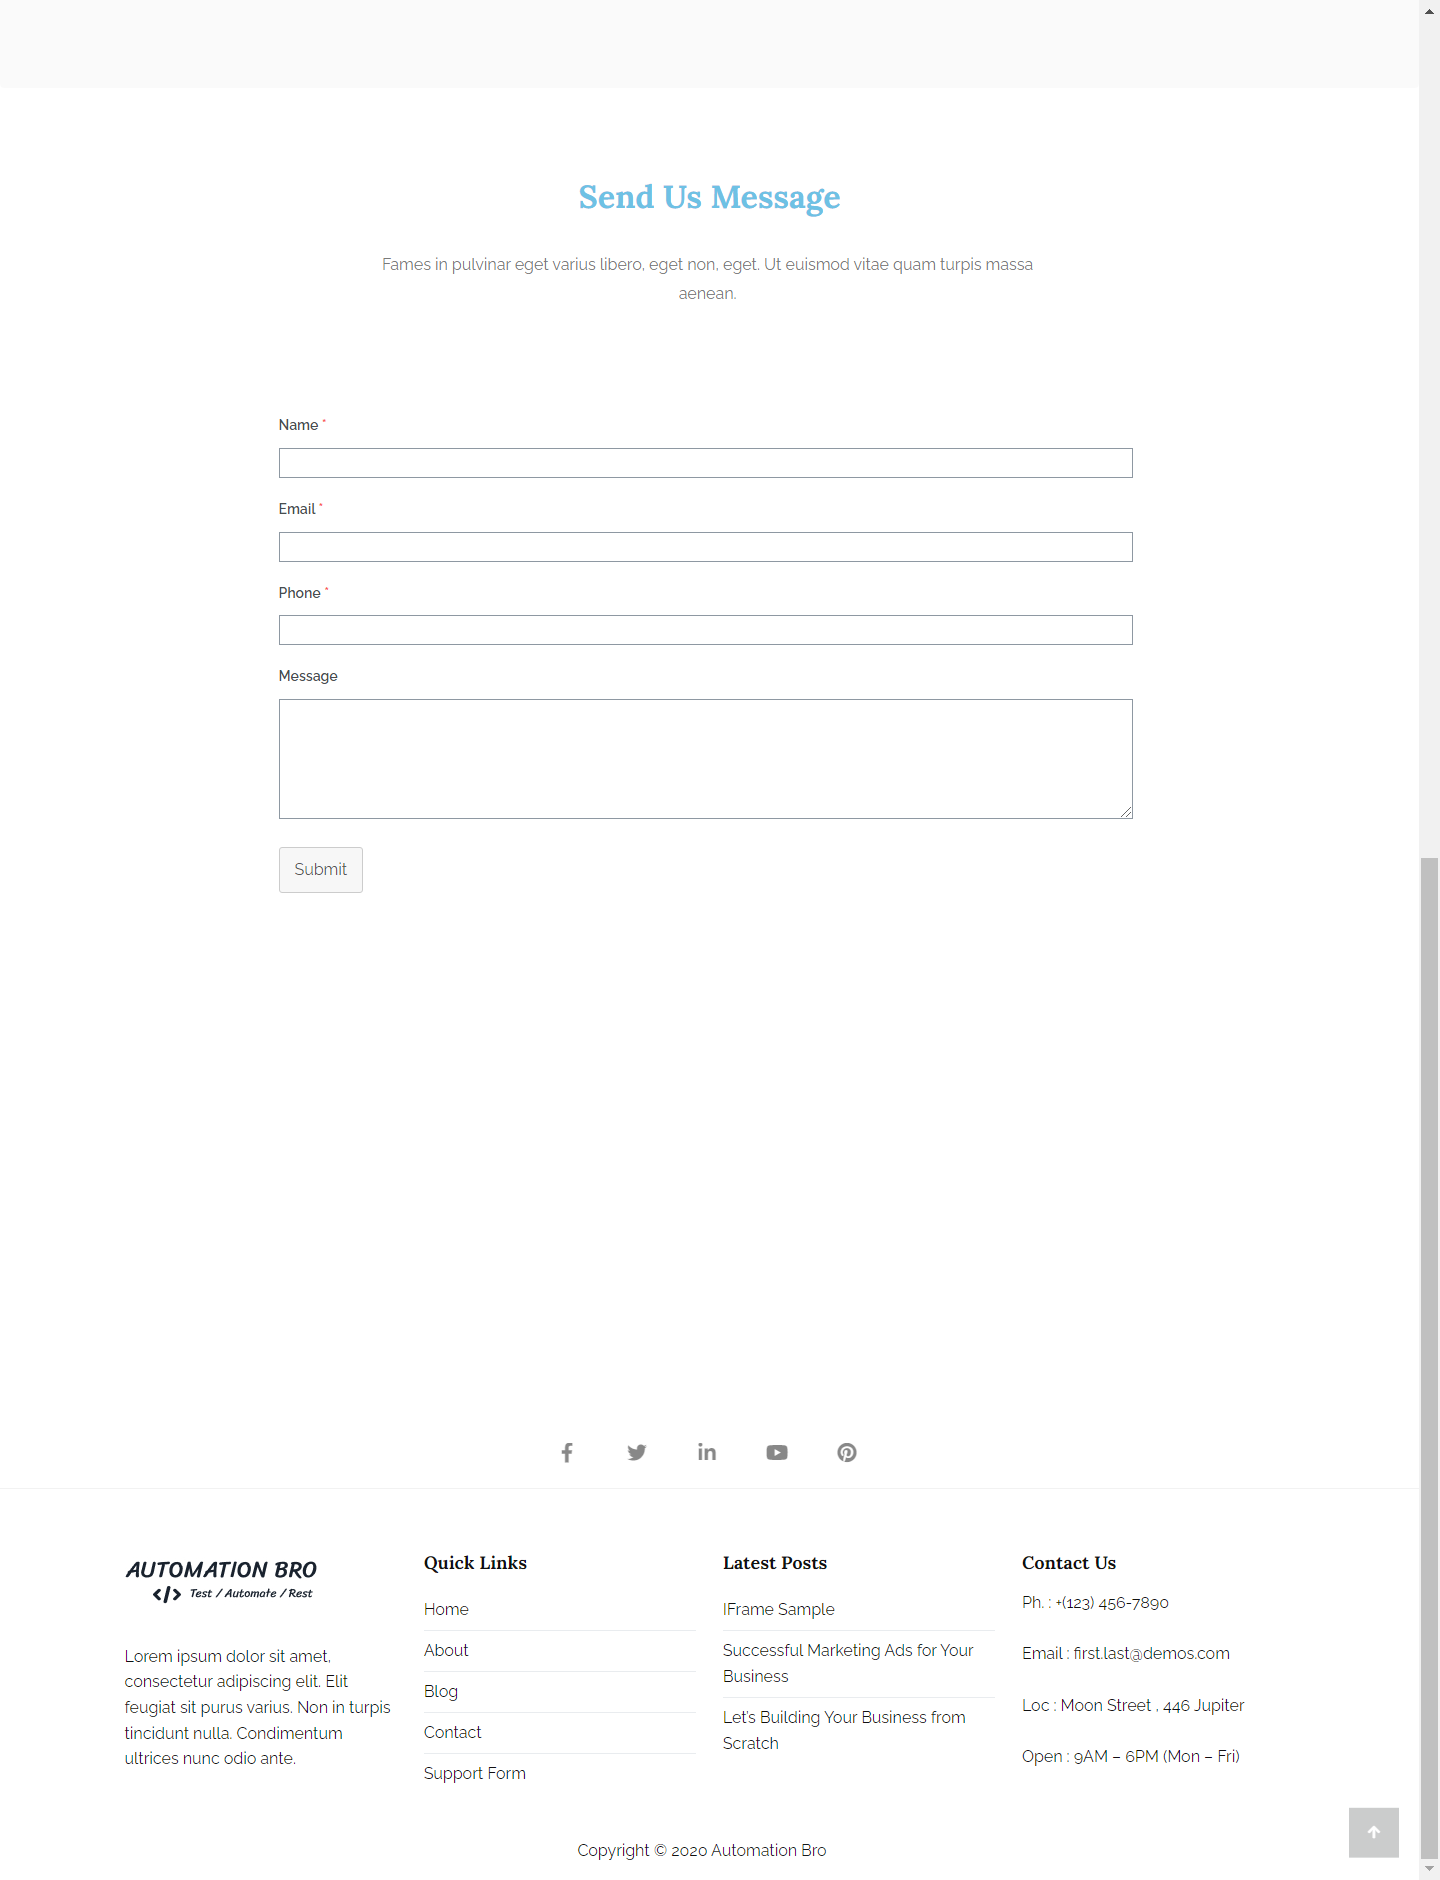 Send Us Message
Fames in pulvinar eget varius libero, eget non, eget. Ut euismod vitae quam turpis massa
aenean.
Name *
Email *
Phone *
Message
Submit
AUTOMATION BRO
</> Test / Automate / Rest
Lorem ipsum dolor sit amet,
consectetur adipiscing elit. Elit
feugiat sit purus varius. Non in turpis
tincidunt nulla. Condimentum
ultrices nunc odio ante.
Quick Links
Home
About
Blog
Contact
Support Form
Latest Posts
IFrame Sample
Successful Marketing Ads for Your
Business
Let's Building Your Business from
Scratch
Contact Us
Ph. : +(123) 456-7890
Email : first.last@demos.com
Loc : Moon Street , 446 Jupiter
Open : 9AM – 6PM (Mon – Fri)
Copyright © 2020 Automation Bro